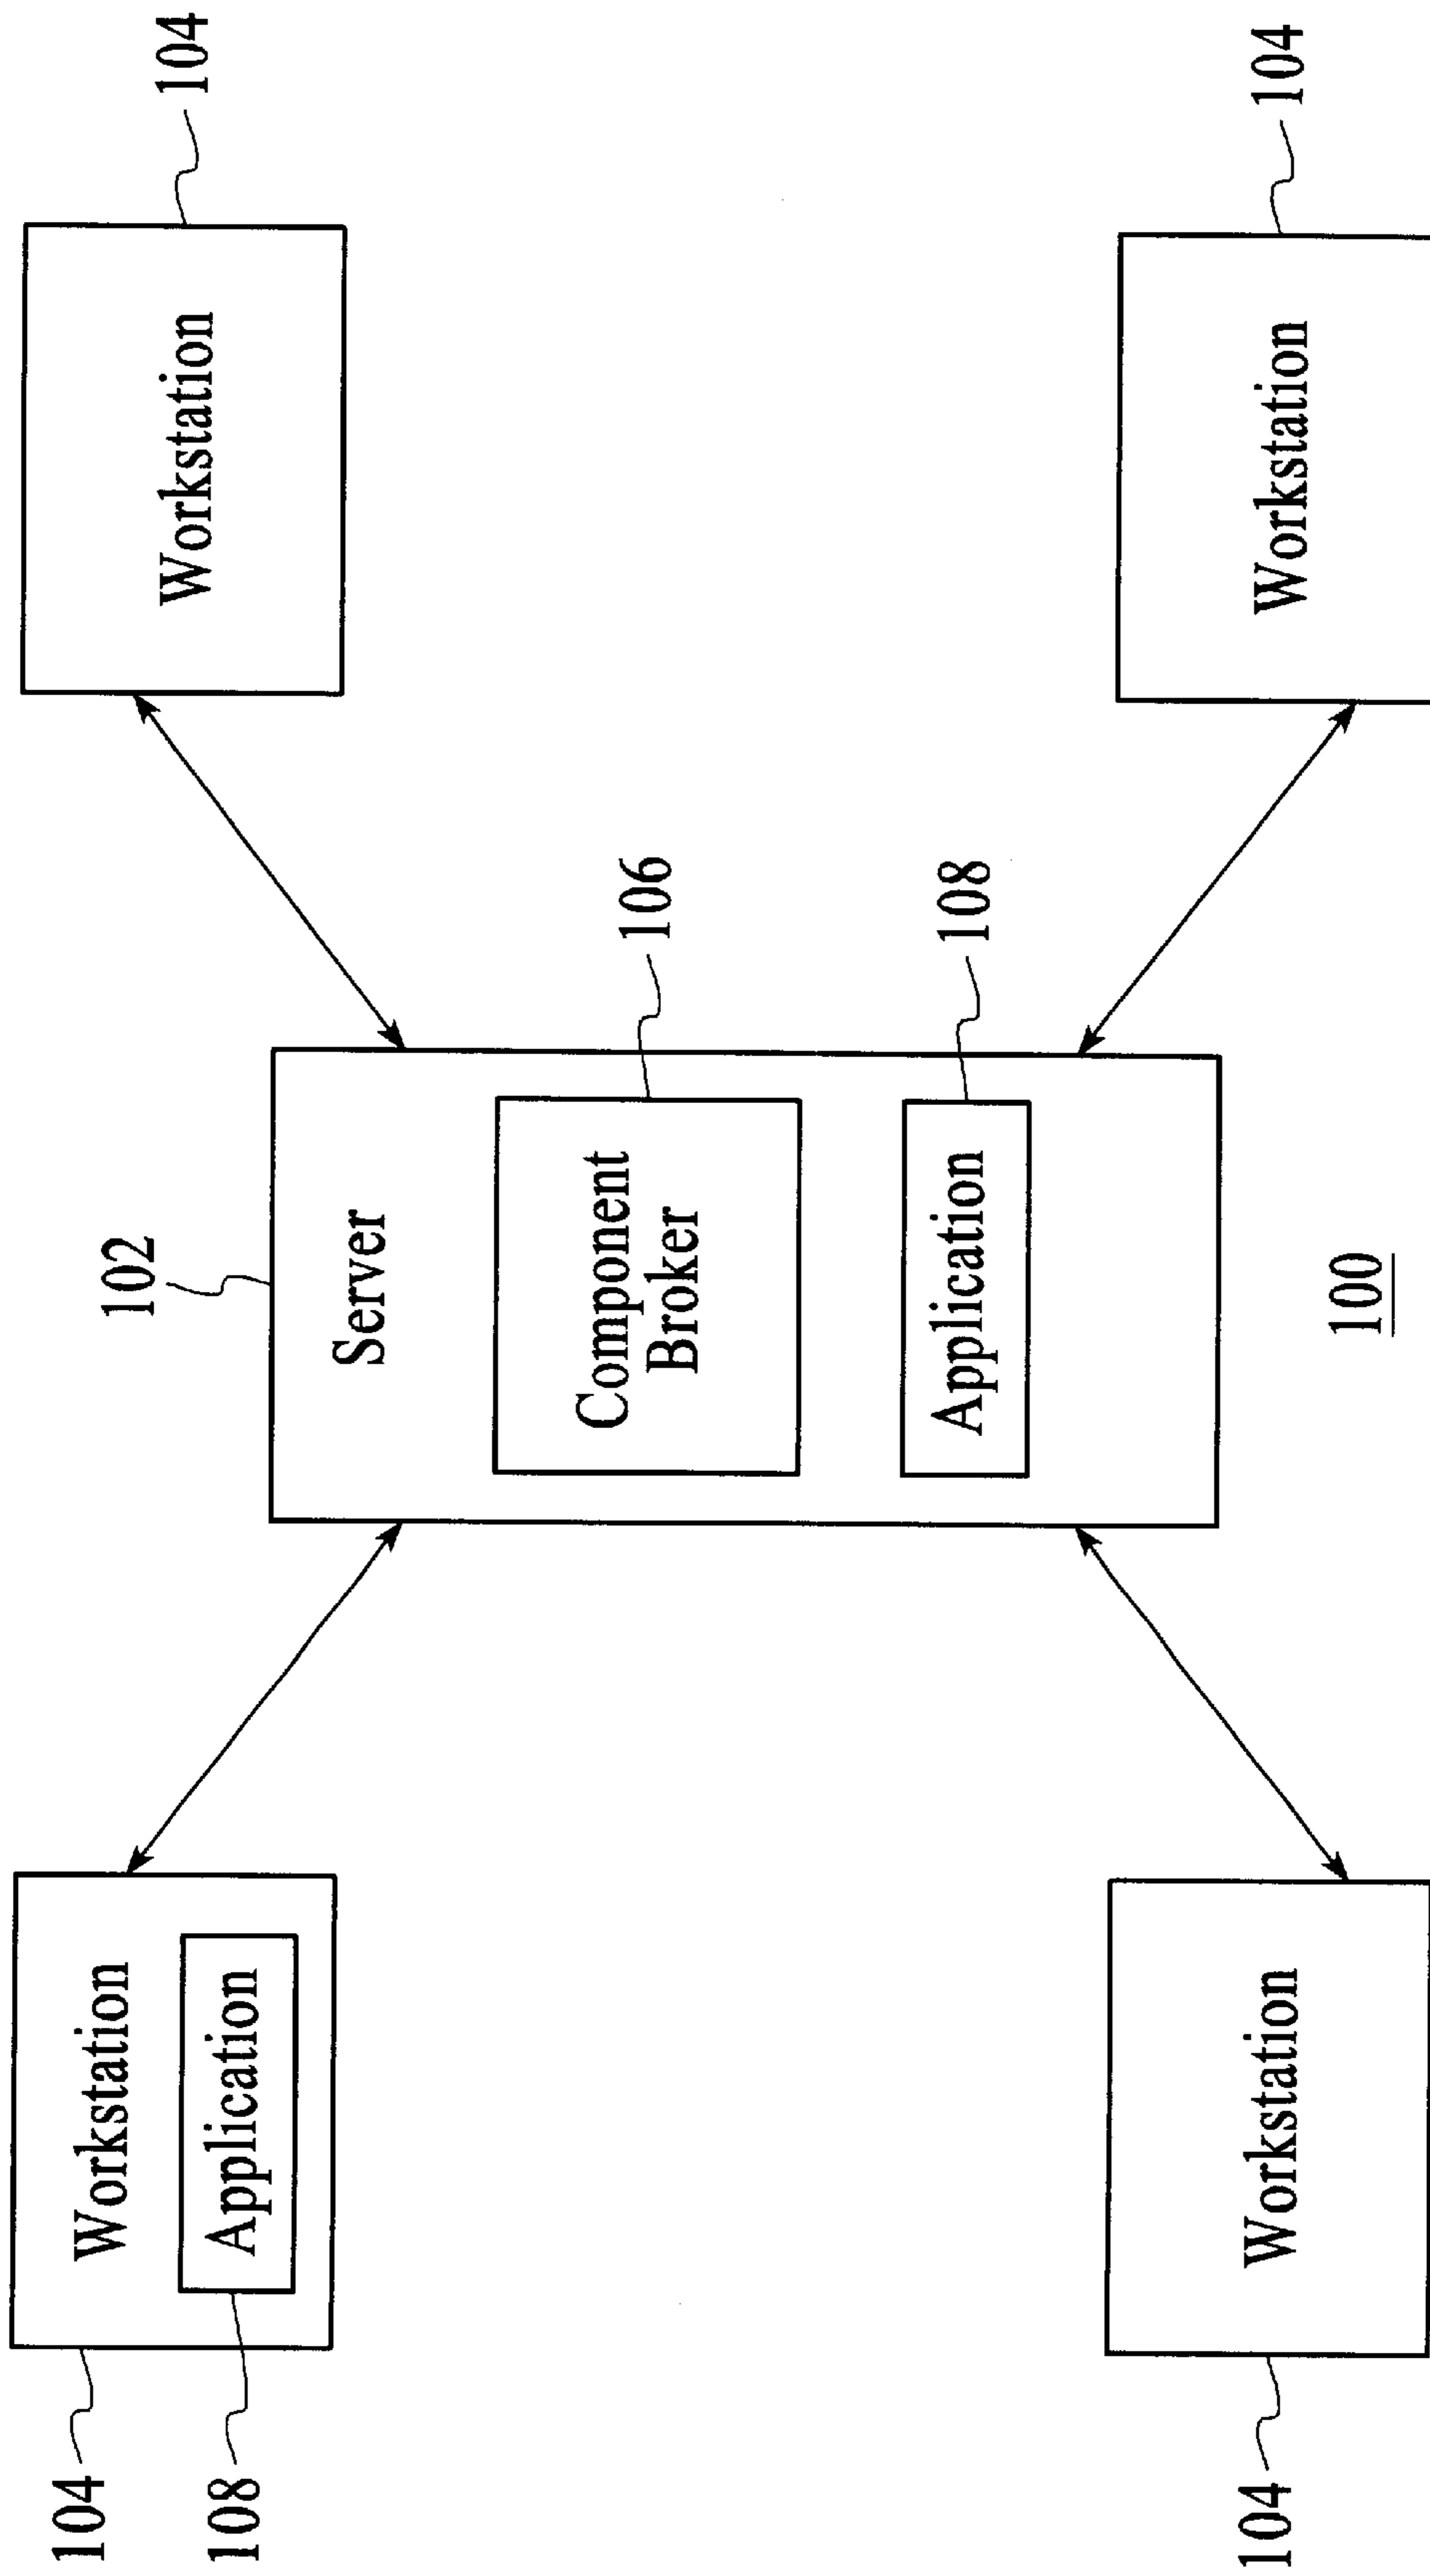 102
104
Workstation
Application
108
Server
Component
Broker
106
Application
108
Workstation
104
104
Workstation
Workstation
104
100